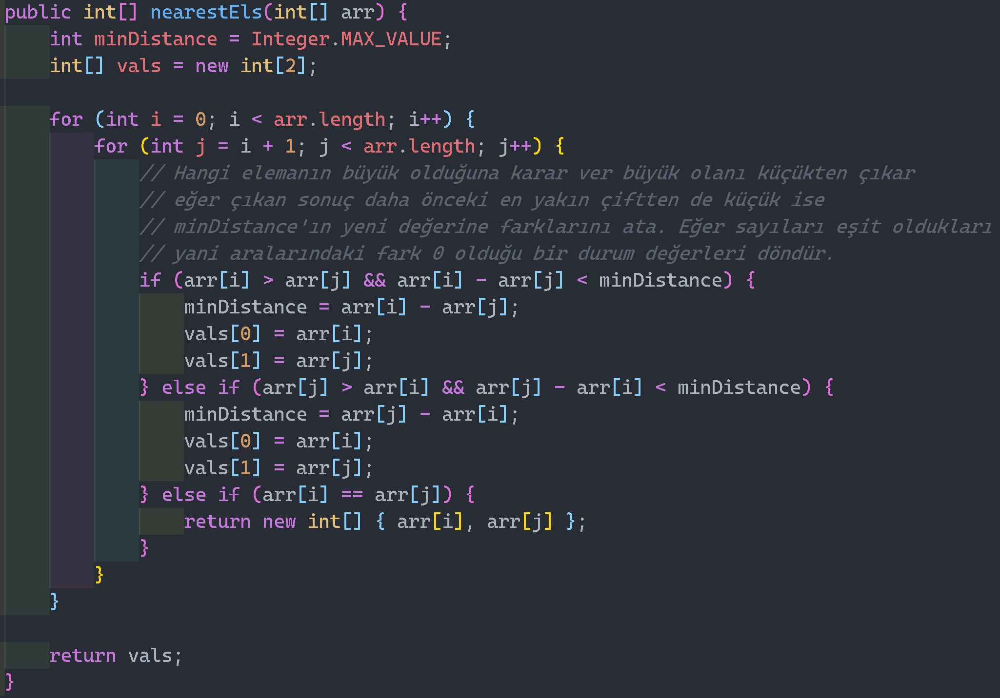 public int[] nearestEls(int[] arr) {
    int minDistance = Integer.MAX_VALUE;
    int[] vals = new int[2];

    for (int i = 0; i < arr.length; i++) {
        for (int j = i + 1; j < arr.length; j++) {
            // Hangi elemanın büyük olduğuna karar ver büyük olanı küçükten çıkar
            // eğer çıkan sonuç daha önceki en yakın çiftten de küçük ise
            // minDistance'ın yeni değerine farklarını ata. Eğer sayıları eşit oldukları
            // yani aralarındaki fark 0 olduğu bir durum değerleri döndür.
            if (arr[i] > arr[j] && arr[i] - arr[j] < minDistance) {
                minDistance = arr[i] - arr[j];
                vals[0] = arr[i];
                vals[1] = arr[j];
            } else if (arr[j] > arr[i] && arr[j] - arr[i] < minDistance) {
                minDistance = arr[j] - arr[i];
                vals[0] = arr[i];
                vals[1] = arr[j];
            } else if (arr[i] == arr[j]) {
                return new int[] { arr[i], arr[j] };
            }
        }
    }

    return vals;
}